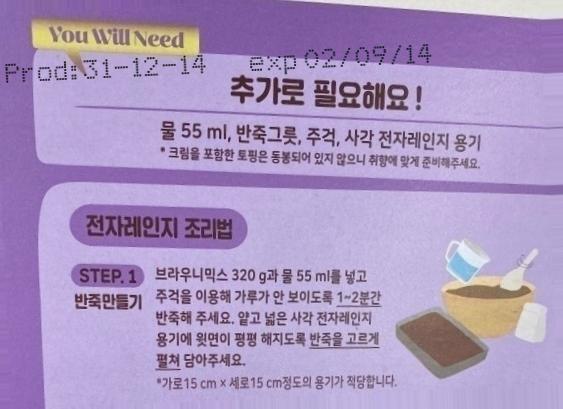 You Will Need
Prod:31-12-14 exp 02/09/14
추가로 필요해요!
물 55 ml, 반죽그릇, 주걱, 사각 전자레인지 용기
* 크림을 포함한 토핑은 동봉되어 있지 않으니 취향에 맞게 준비해주세요.
전자레인지 조리법
STEP. 1 브라우니믹스 320 g과 물 55 ml를 넣고
반죽만들기 주걱을 이용해 가루가 안 보이도록 1~2분간
반죽해 주세요. 얕고 넓은 사각 전자레인지
용기에 윗면이 평평 해지도록 반죽을 고르게
펼쳐 담아주세요.
*가로15 cm × 세로15 cm정도의 용기가 적당합니다.